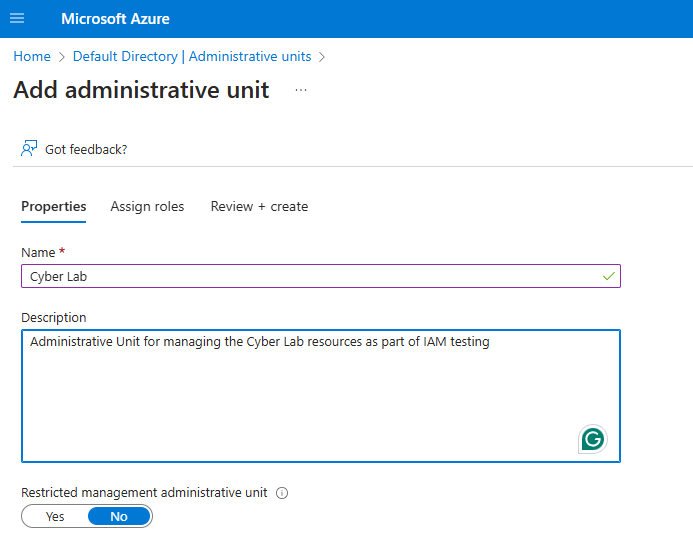 Microsoft Azure
Home > Default Directory | Administrative units >
Add administrative unit ...
Got feedback?
Properties Assign roles Review + create
Name *
Cyber Lab
Description
Administrative Unit for managing the Cyber Lab resources as part of IAM testing
Restricted management administrative unit
Yes No